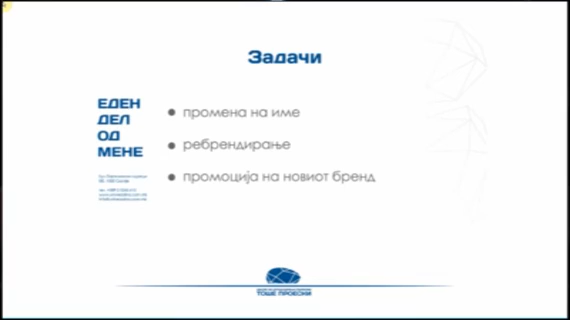 Задачи
ЕДЕН
ДЕЛ
ОД
МЕНЕ
промена на име
ребрендирање
промоција на новиот бренд
ТОШЕ ПРОЕСКИ